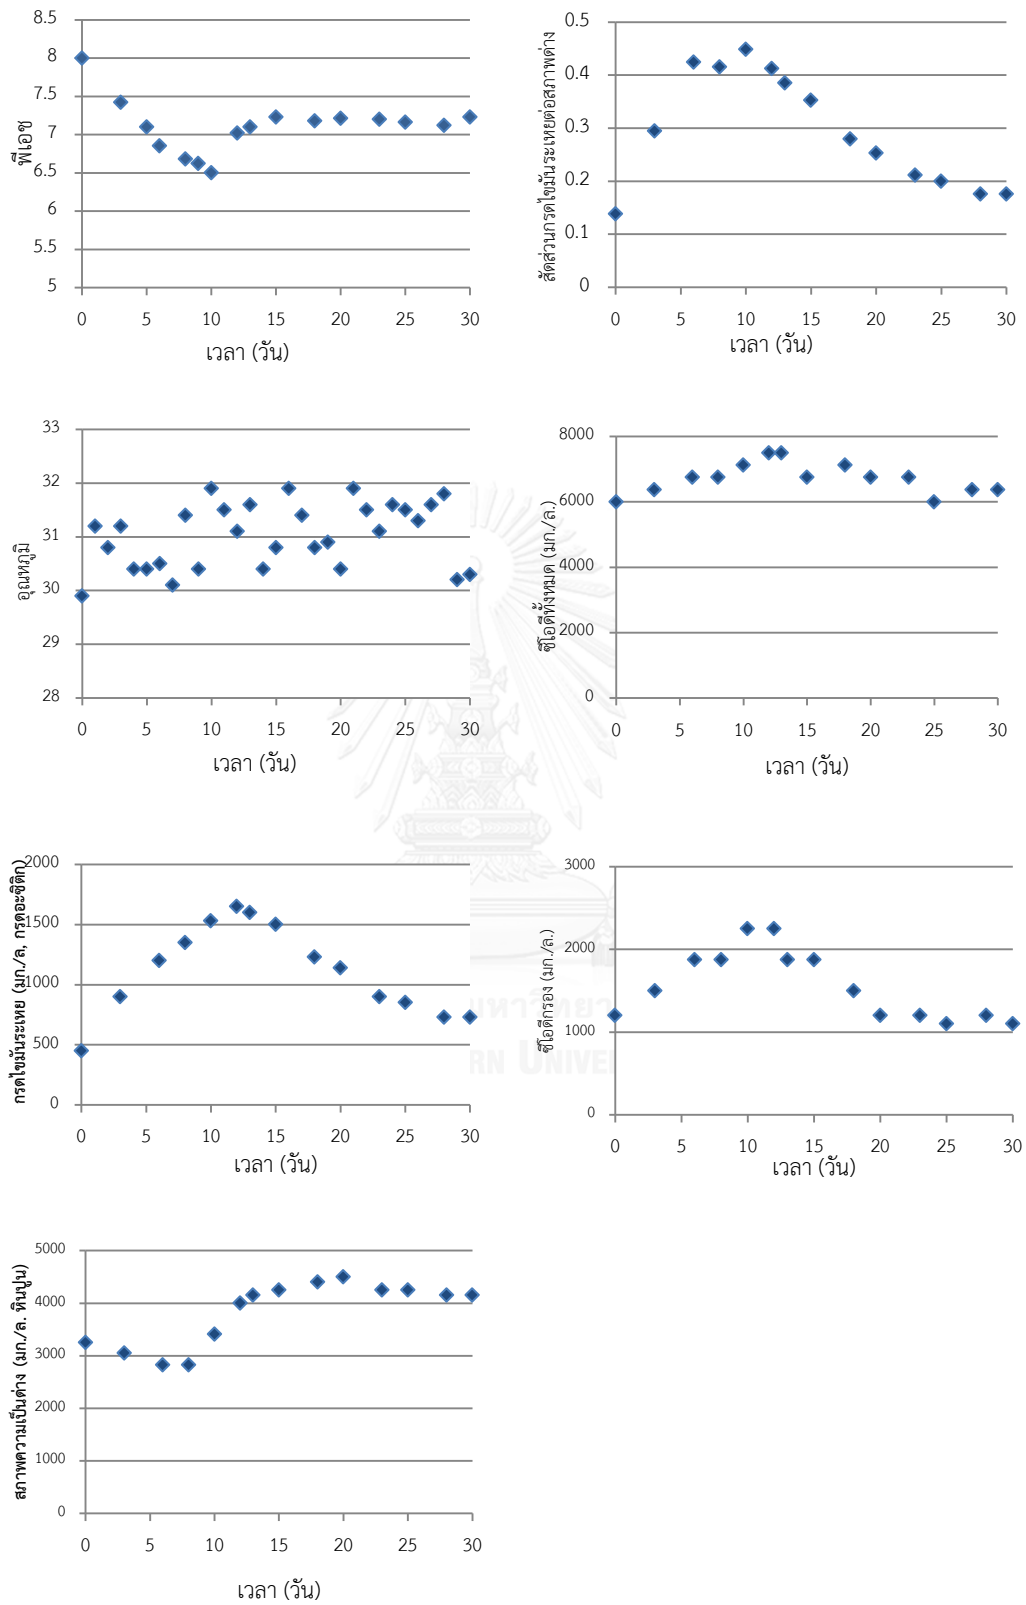 8.5
8
7.5
7
6.5
6
5.5
5
พีเอช
0 5 10 15 20 25 30
เวลา (วัน)
0.5
0.4
0.3
0.2
0.1
0
สัดส่วนกรดไขมันระเหยต่อสภาพด่าง
0 5 10 15 20 25 30
เวลา (วัน)
33
32
31
30
29
28
อุณหภูมิ
0 5 10 15 20 25 30
เวลา (วัน)
8000
6000
4000
2000
0
ซีโอดีทั้งหมด (มก./ล.)
0 5 10 15 20 25 30
เวลา (วัน)
2000
1500
1000
500
0
กรดไขมันระเหย (มก./ล, กรดอะซิติก)
0 5 10 15 20 25 30
เวลา (วัน)
3000
2000
1000
0
ซีโอดีกรอง (มก./ล.)
0 5 10 15 20 25 30
เวลา (วัน)
5000
4000
3000
2000
1000
0
สภาพความเป็นด่าง (มก./ล. หินปูน)
0 5 10 15 20 25 30
เวลา (วัน)
มหาวิทยา
RN UNIVE